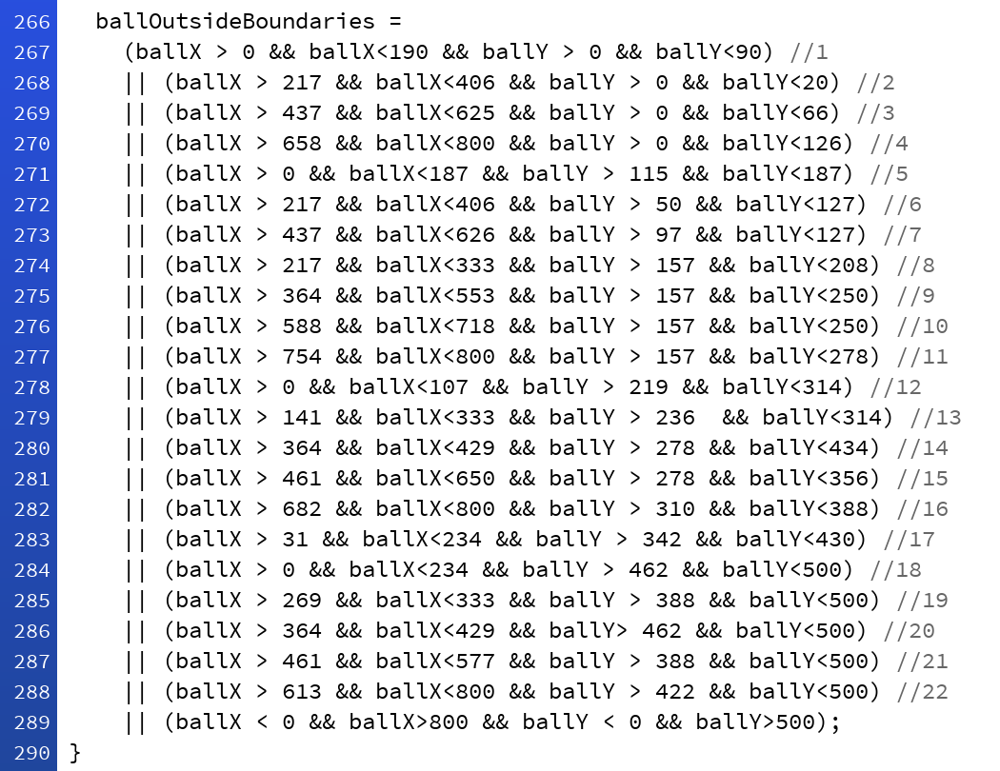 266 ballOutsideBoundaries =
267 (ballX > 0 && ballX<190 && ballY > 0 && ballY<90) //1
268 || (ballX > 217 && ballX<406 && ballY > 0 && ballY<20) //2
269 || (ballX > 437 && ballX<625 && ballY > 0 && ballY<66) //3
270 || (ballX > 658 && ballX<800 && ballY > 0 && ballY<126) //4
271 || (ballX > 0 && ballX<187 && ballY > 115 && ballY<187) //5
272 || (ballX > 217 && ballX<406 && ballY > 50 && ballY<127) //6
273 || (ballX > 437 && ballX<626 && ballY > 97 && ballY<127) //7
274 || (ballX > 217 && ballX<333 && ballY > 157 && ballY<208) //8
275 || (ballX > 364 && ballX<553 && ballY > 157 && ballY<250) //9
276 || (ballX > 588 && ballX<718 && ballY > 157 && ballY<250) //10
277 || (ballX > 754 && ballX<800 && ballY > 157 && ballY<278) //11
278 || (ballX > 0 && ballX<107 && ballY > 219 && ballY<314) //12
279 || (ballX > 141 && ballX<333 && ballY > 236  && ballY<314) //13
280 || (ballX > 364 && ballX<429 && ballY > 278 && ballY<434) //14
281 || (ballX > 461 && ballX<650 && ballY > 278 && ballY<356) //15
282 || (ballX > 682 && ballX<800 && ballY > 310 && ballY<388) //16
283 || (ballX > 31 && ballX<234 && ballY > 342 && ballY<430) //17
284 || (ballX > 0 && ballX<234 && ballY > 462 && ballY<500) //18
285 || (ballX > 269 && ballX<333 && ballY > 388 && ballY<500) //19
286 || (ballX > 364 && ballX<429 && ballY> 462 && ballY<500) //20
287 || (ballX > 461 && ballX<577 && ballY > 388 && ballY<500) //21
288 || (ballX > 613 && ballX<800 && ballY > 422 && ballY<500) //22
289 || (ballX < 0 && ballX>800 && ballY < 0 && ballY>500);
290 }